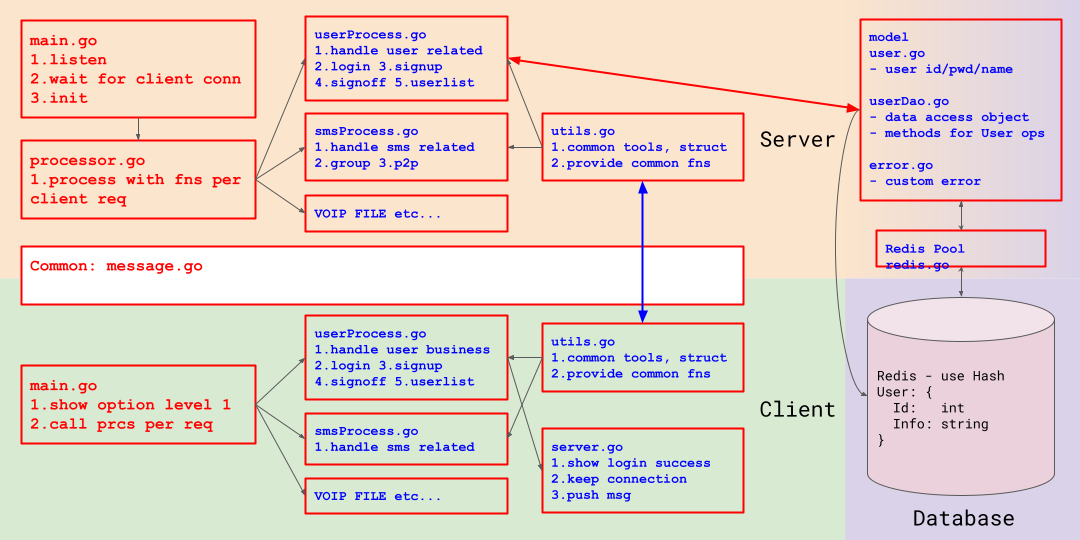 main.go
1.listen
2.wait for client conn
3.init
processor.go
1.process with fns per
client req
userProcess.go
1.handle user related
2.login 3.signup
4.signoff 5.userlist
smsProcess.go
1.handle sms related
2.group 3.p2p
VOIP FILE etc...
utils.go
1.common tools, struct
2.provide common fns
Server
model
user.go
- user id/pwd/name
userDao.go
- data access object
- methods for User ops
error.go
- custom error
Redis Pool
redis.go
Common: message.go
main.go
1.show option level 1
2.call prcs per req
userProcess.go
1.handle user business
2.login 3.signup
4.signoff 5.userlist
smsProcess.go
1.handle sms related
VOIP FILE etc...
utils.go
1.common tools, struct
2.provide common fns
server.go
1.show login success
2.keep connection
3.push msg
Client
Redis - use Hash
User: {
  Id:   int
  Info: string
}
Database